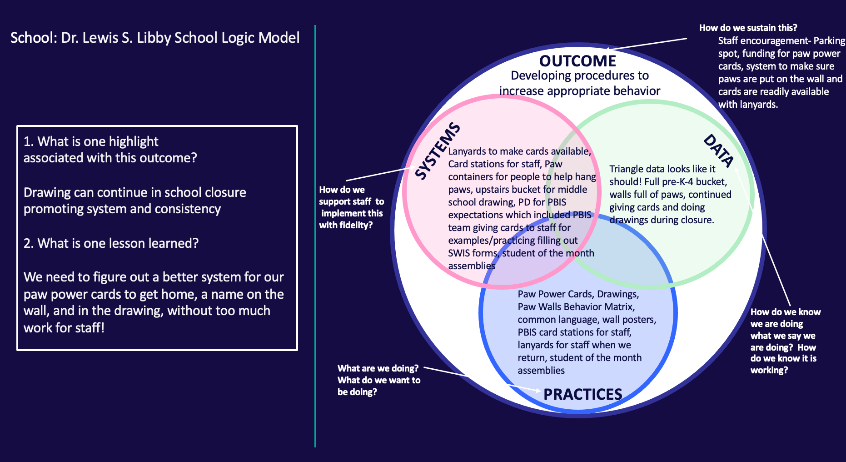 School: Dr. Lewis S. Libby School Logic Model
1. What is one highlight
associated with this outcome?
Drawing can continue in school closure
promoting system and consistency
2. What is one lesson learned?
We need to figure out a better system for our
paw power cards to get home, a name on the
wall, and in the drawing, without too much
work for staff!
How do we sustain this?
Staff encouragement- Parking
spot, funding for paw power
cards, system to make sure
paws are put on the wall and
cards are readily available
with lanyards.
OUTCOME
Developing procedures to
increase appropriate behavior
SYSTEMS
Lanyards to make cards available,
Card stations for staff, Paw
containers for people to help hang
paws, upstairs bucket for middle
school drawing, PD for PBIS
expectations which included PBIS
team giving cards to staff for
examples/practicing filling out
SWIS forms, student of the month
assemblies
DATA
Triangle data looks like it
should! Full pre-K-4 bucket,
walls full of paws, continued
giving cards and doing
drawings during closure.
How do we
support staff to
implement this
with fidelity?
Paw Power Cards, Drawings,
Paw Walls Behavior Matrix,
common language, wall posters,
PBIS card stations for staff,
lanyards for staff when we
return, student of the month
assemblies
PRACTICES
How do we know
we are doing
what we say we
are doing? How
do we know it is
working?
What are we doing?
What do we want to
be doing?